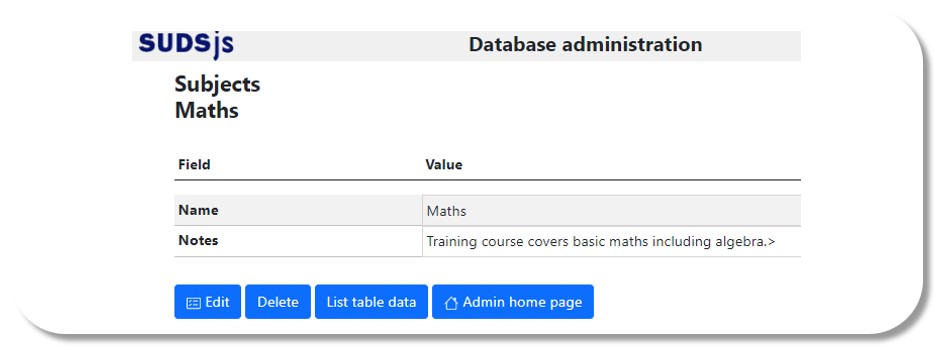 SUDSjs Database administration
Subjects
Maths
Field Value
Name Maths
Notes Training course covers basic maths including algebra.>
Edit Delete List table data Admin home page